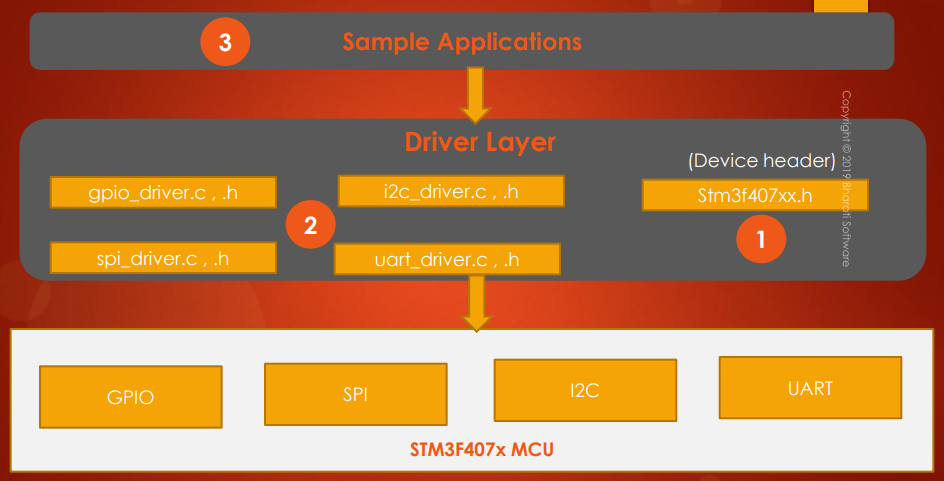 3
Sample Applications
Driver Layer
(Device header)
gpio_driver.c , .h
i2c_driver.c , .h
Stm3f407xx.h
2
1
spi_driver.c , .h
uart_driver.c , .h
Copyright © 2019 Bharati Software
GPIO
SPI
I2C
UART
STM3F407x MCU